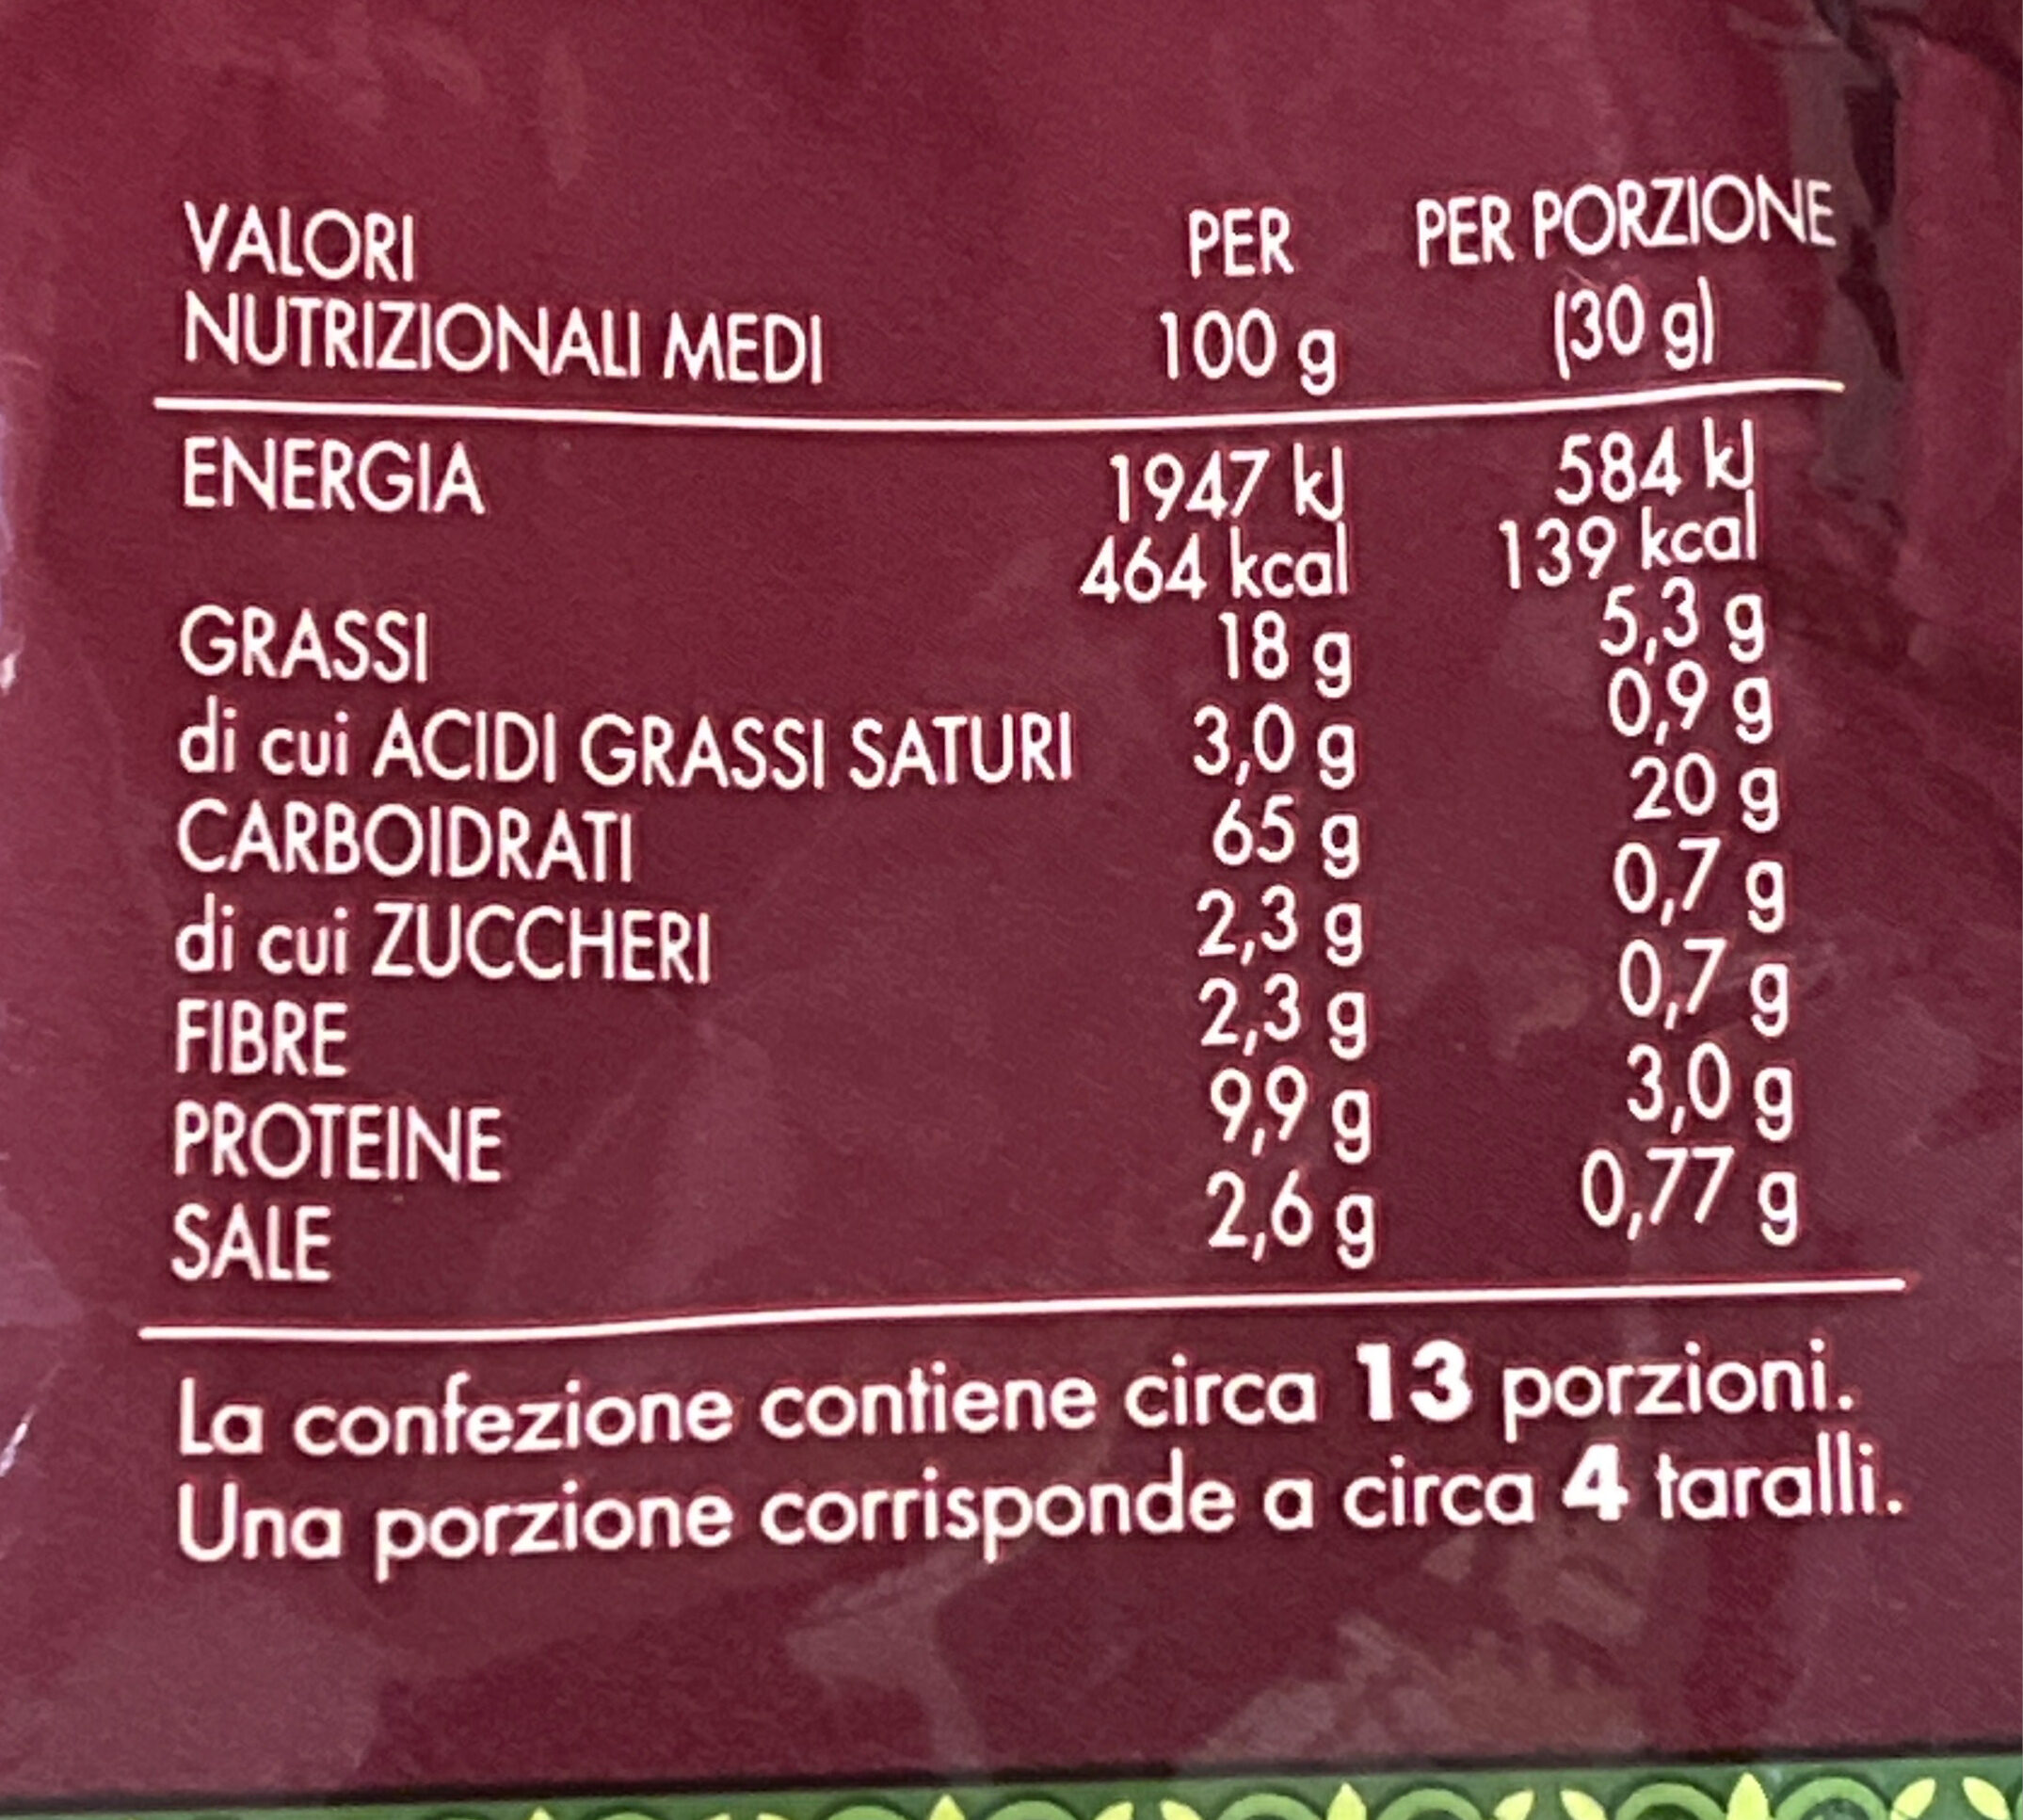 VALORI PER PER PORZIONE
NUTRIZIONALI MEDI 100 g (30 g)
ENERGIA 1947 kJ 584 kJ
464 kcal 139 kcal
GRASSI 18 g 5,3 g
di cui ACIDI GRASSI SATURI 3,0 g 0,9 g
CARBOIDRATI 65 g 20 g
di cui ZUCCHERI 2,3 g 0,7 g
FIBRE 2,3 g 0,7 g
PROTEINE 9,9 g 3,0 g
SALE 2,6 g 0,77 g
La confezione contiene circa 13 porzioni.
Una porzione corrisponde a circa 4 taralli.